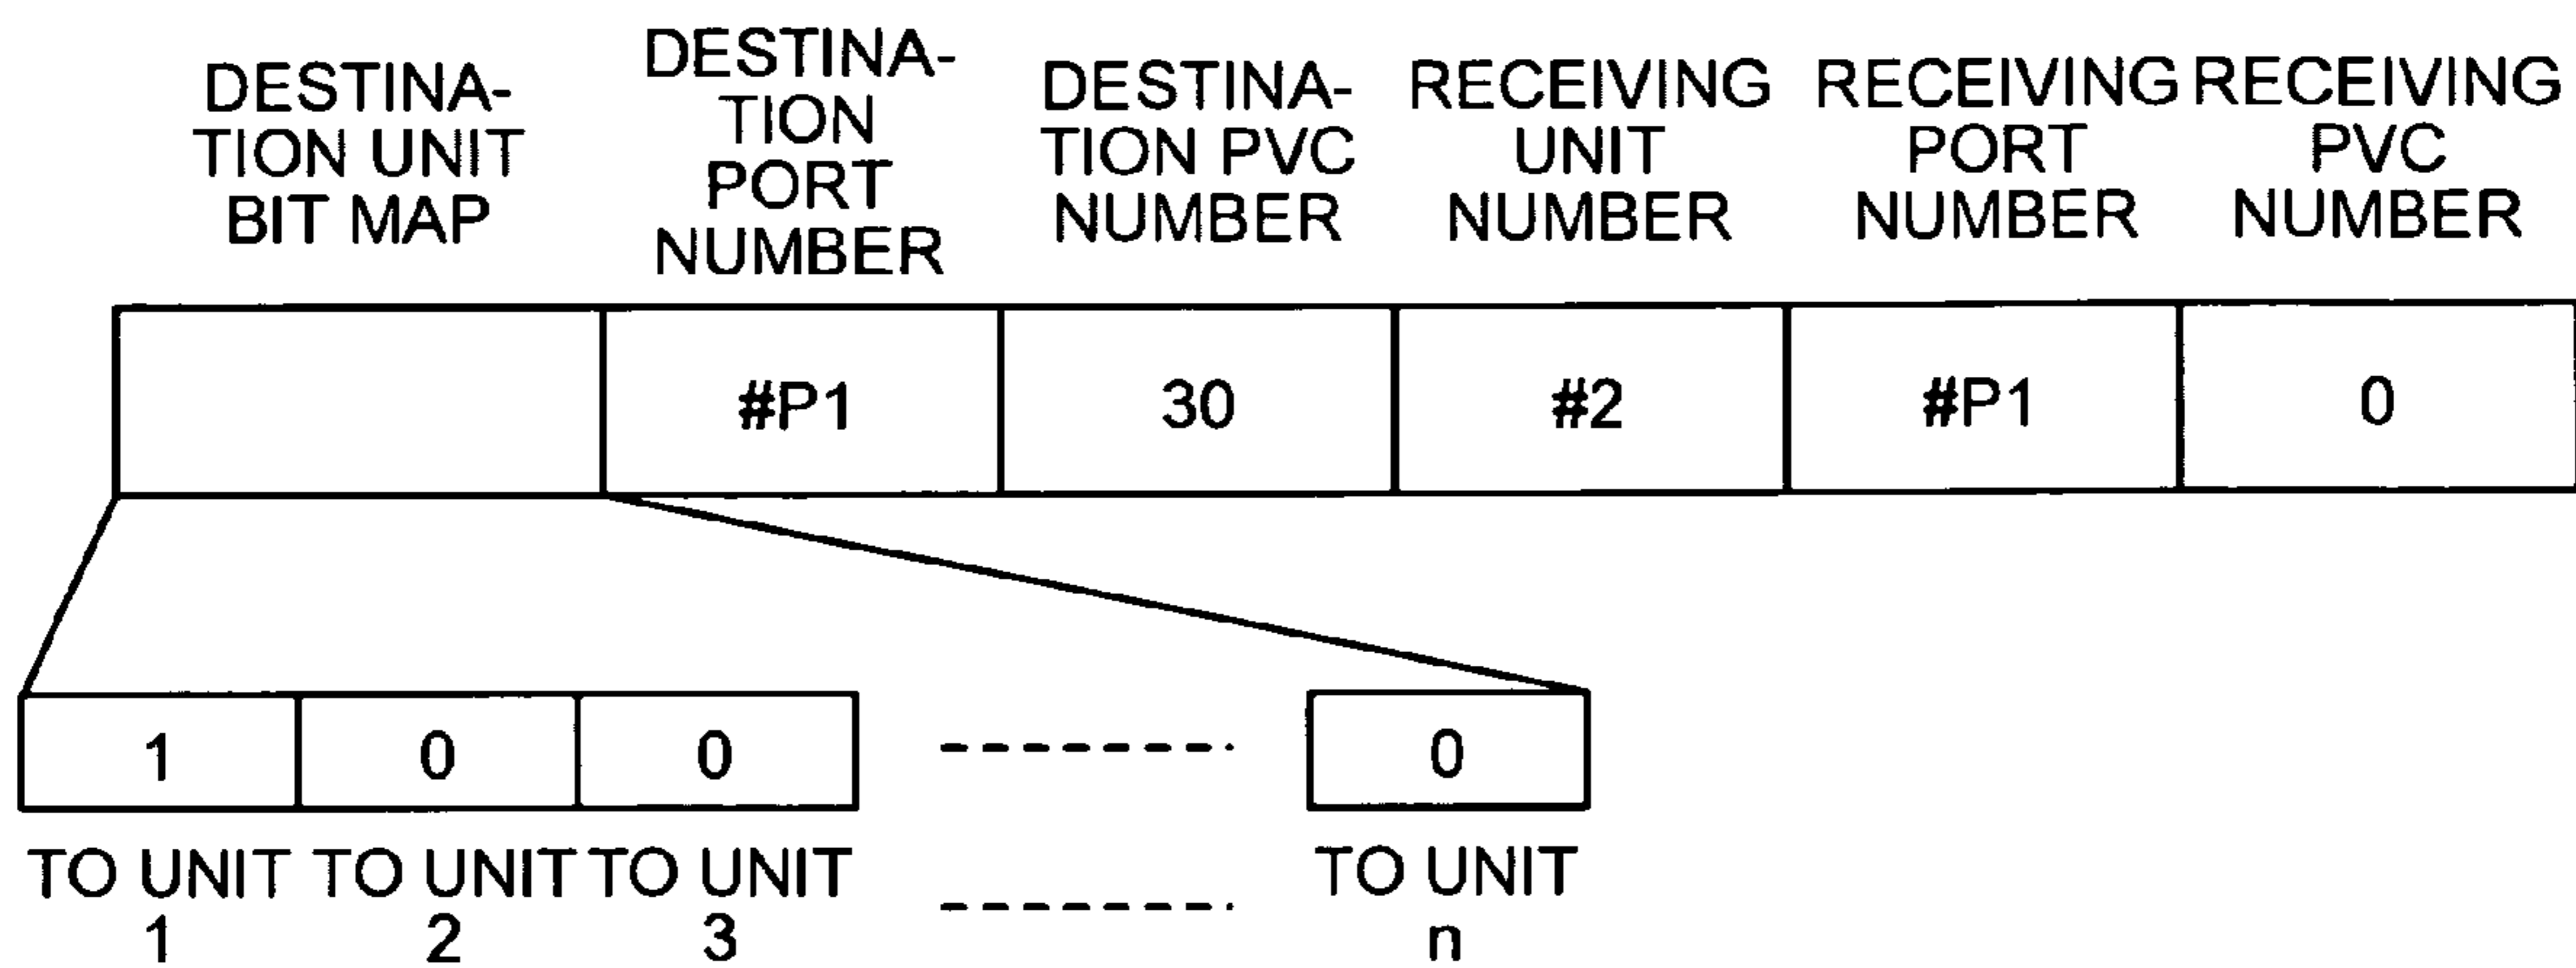 DESTINA-
TION UNIT
BIT MAP
DESTINA-
TION
PORT
NUMBER
DESTINA-
TION PVC
NUMBER
RECEIVING
UNIT
NUMBER
RECEIVING
PORT
NUMBER
RECEIVING
PVC
NUMBER
#P1
30
#2
#P1
0
1
0
0
0
TO UNIT
1
TO UNIT
2
TO UNIT
3
TO UNIT
n